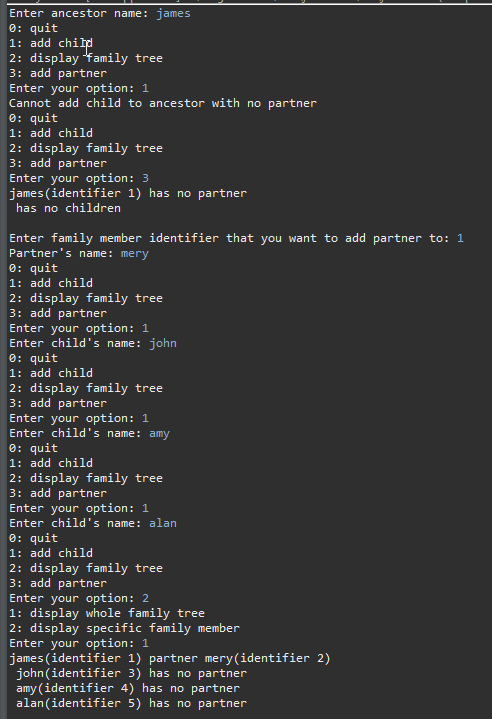 Enter ancestor name: james
0: quit
1: add child
2: display family tree
3: add partner
Enter your option: 1
Cannot add child to ancestor with no partner
0: quit
1: add child
2: display family tree
3: add partner
Enter your option: 3
james(identifier 1) has no partner
 has no children

Enter family member identifier that you want to add partner to: 1
Partner's name: mery
0: quit
1: add child
2: display family tree
3: add partner
Enter your option: 1
Enter child's name: john
0: quit
1: add child
2: display family tree
3: add partner
Enter your option: 1
Enter child's name: amy
0: quit
1: add child
2: display family tree
3: add partner
Enter your option: 1
Enter child's name: alan
0: quit
1: add child
2: display family tree
3: add partner
Enter your option: 2
1: display whole family tree
2: display specific family member
Enter your option: 1
james(identifier 1) partner mery(identifier 2)
 john(identifier 3) has no partner
 amy(identifier 4) has no partner
 alan(identifier 5) has no partner